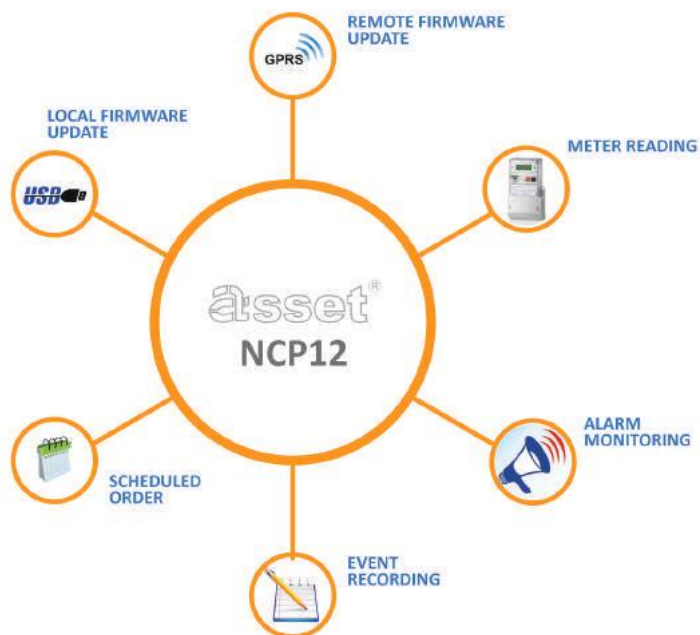 REMOTE FIRMWARE
UPDATE
GPRS
LOCAL FIRMWARE
UPDATE
USB
METER READING
asset®
NCP12
ALARM
MONITORING
SCHEDULED
ORDER
EVENT
RECORDING